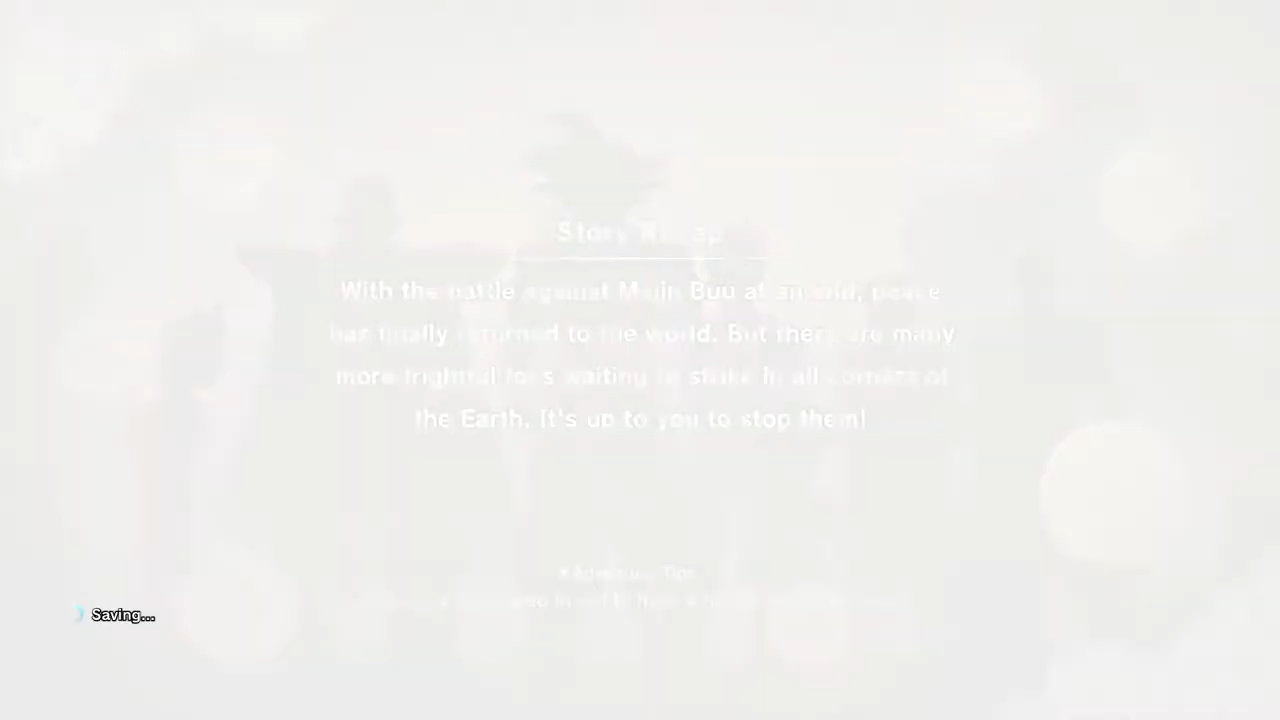 Story Recap
With the battle against Majin Buu at an end, peace
has finally returned to the world. But there are many
more frightful foes waiting to strike in all corners of
the Earth. It's up to you to stop them!
* Adventure Tips
Saving...